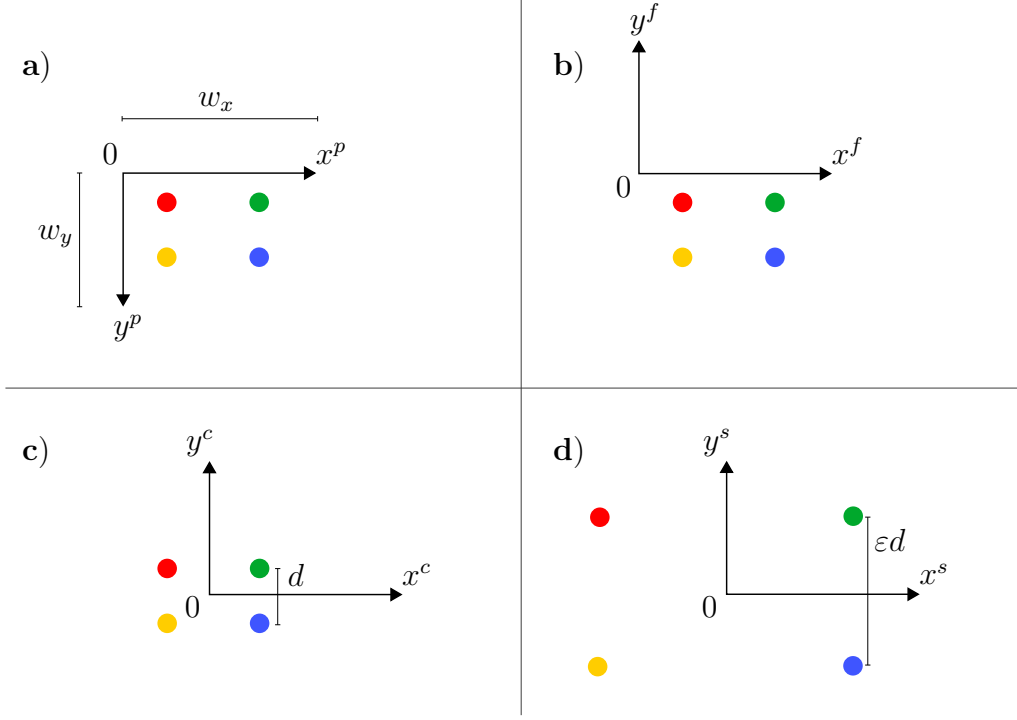 a)
w_x
0
x^p
w_y
y^p
b)
y^f
x^f
0
c)
y^c
d
x^c
0
d)
y^s
εd
x^s
0